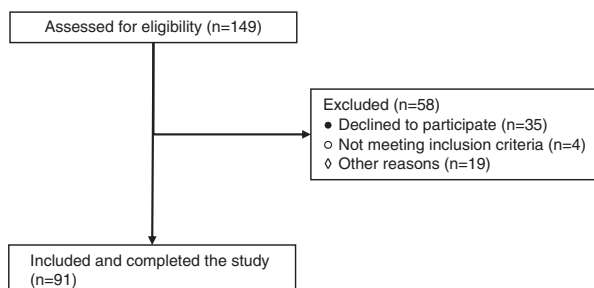 Assessed for eligibility (n=149)
Excluded (n=58)
● Declined to participate (n=35)
○ Not meeting inclusion criteria (n=4)
◊ Other reasons (n=19)
Included and completed the study
(n=91)